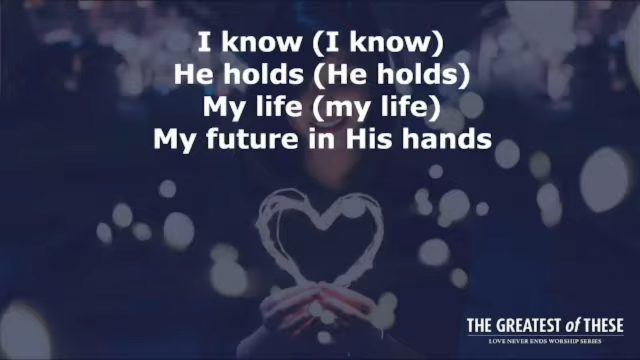 I know (I know)
He holds (He holds)
My life (my life)
My future in His hands
THE GREATEST of THESE
LOVE NEVER ENDS WORSHIP SERIES